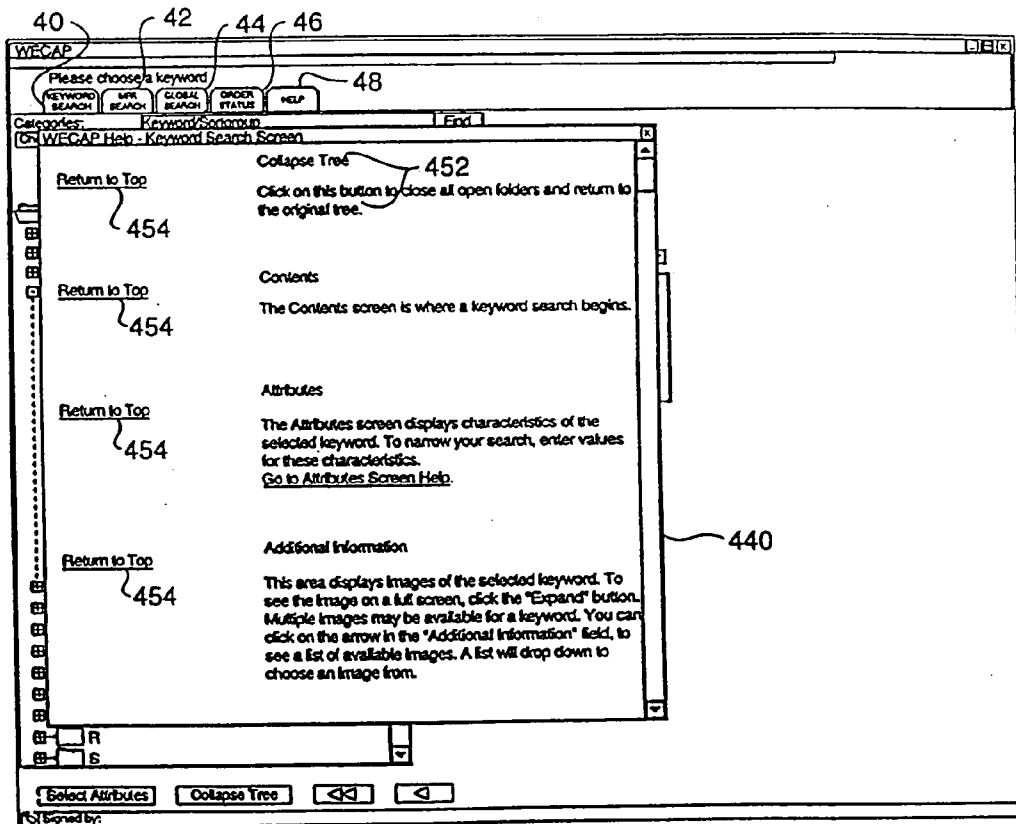 40 42 44 46
WECAP
Please choose a keyword 48
KEYWORD SEARCH MPR SEARCH GLOBAL SEARCH ORDER STATUS HELP
Categories: Keyword/Sortgroup Find
WECAP Help - Keyword Search Screen
Collapse Tree 452
Return to Top
Click on this button to close all open folders and return to
the original tree.
454
Contents
Return to Top
The Contents screen is where a keyword search begins.
454
Attributes
Return to Top
The Attributes screen displays characteristics of the
selected keyword. To narrow your search, enter values
for these characteristics.
454
Go to Attributes Screen Help.
440
Additional Information
Return to Top
This area displays images of the selected keyword. To
see the image on a full screen, click the "Expand" button.
454
Multiple images may be available for a keyword. You can
click on the arrow in the "Additional Information" field, to
see a list of available images. A list will drop down to
choose an image from.
R
S
Select Attributes Collapse Tree
Signed by: